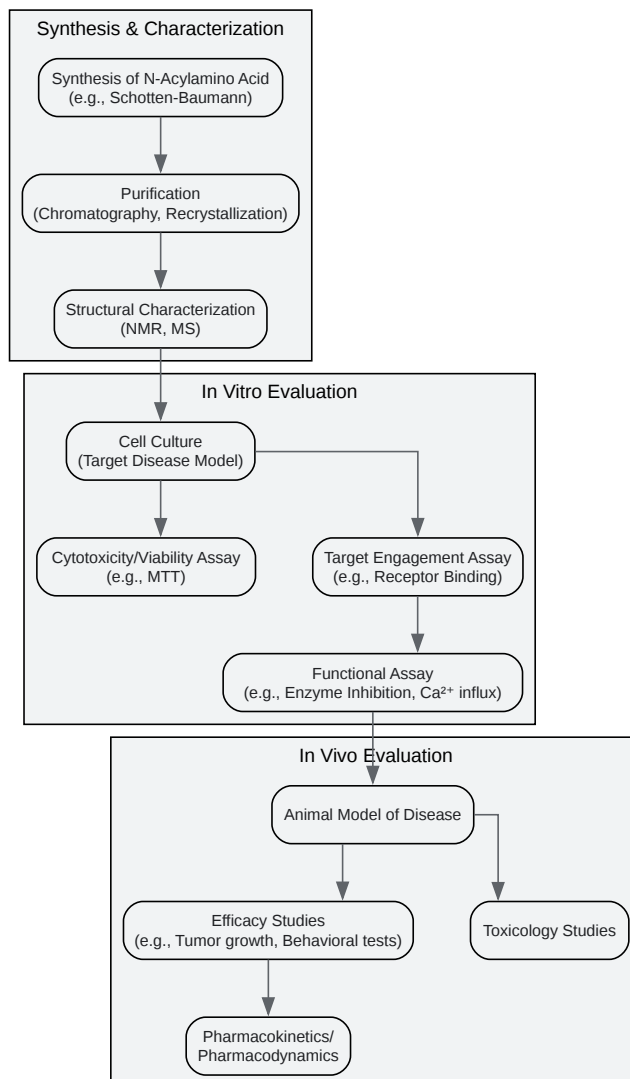 Synthesis & Characterization
Synthesis of N-Acylamino Acid
(e.g., Schotten-Baumann)
Purification
(Chromatography, Recrystallization)
Structural Characterization
(NMR, MS)
In Vitro Evaluation
Cell Culture
(Target Disease Model)
Cytotoxicity/Viability Assay
(e.g., MTT)
Target Engagement Assay
(e.g., Receptor Binding)
Functional Assay
(e.g., Enzyme Inhibition, Ca²⁺ influx)
In Vivo Evaluation
Animal Model of Disease
Efficacy Studies
(e.g., Tumor growth, Behavioral tests)
Toxicology Studies
Pharmacokinetics/
Pharmacodynamics